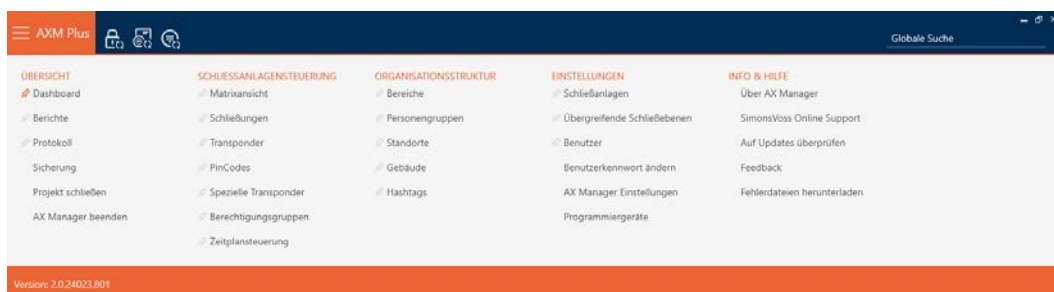 AXM Plus
Globale Suche
ÜBERSICHT
Dashboard
Berichte
Protokoll
Sicherung
Projekt schließen
AX Manager beenden
SCHLIESSANLAGENSTEUERUNG
Matrixansicht
Schließungen
Transponder
PinCodes
Spezielle Transponder
Berechtigungsgruppen
Zeitplansteuerung
ORGANISATIONSSTRUKTUR
Bereiche
Personengruppen
Standorte
Gebäude
Hashtags
EINSTELLUNGEN
Schließanlagen
Übergreifende Schließebenen
Benutzer
Benutzerkennwort ändern
AX Manager Einstellungen
Programmiergeräte
INFO & HILFE
Über AX Manager
SimonsVoss Online Support
Auf Updates überprüfen
Feedback
Fehlerdateien herunterladen
Version: 2.0.24023.801